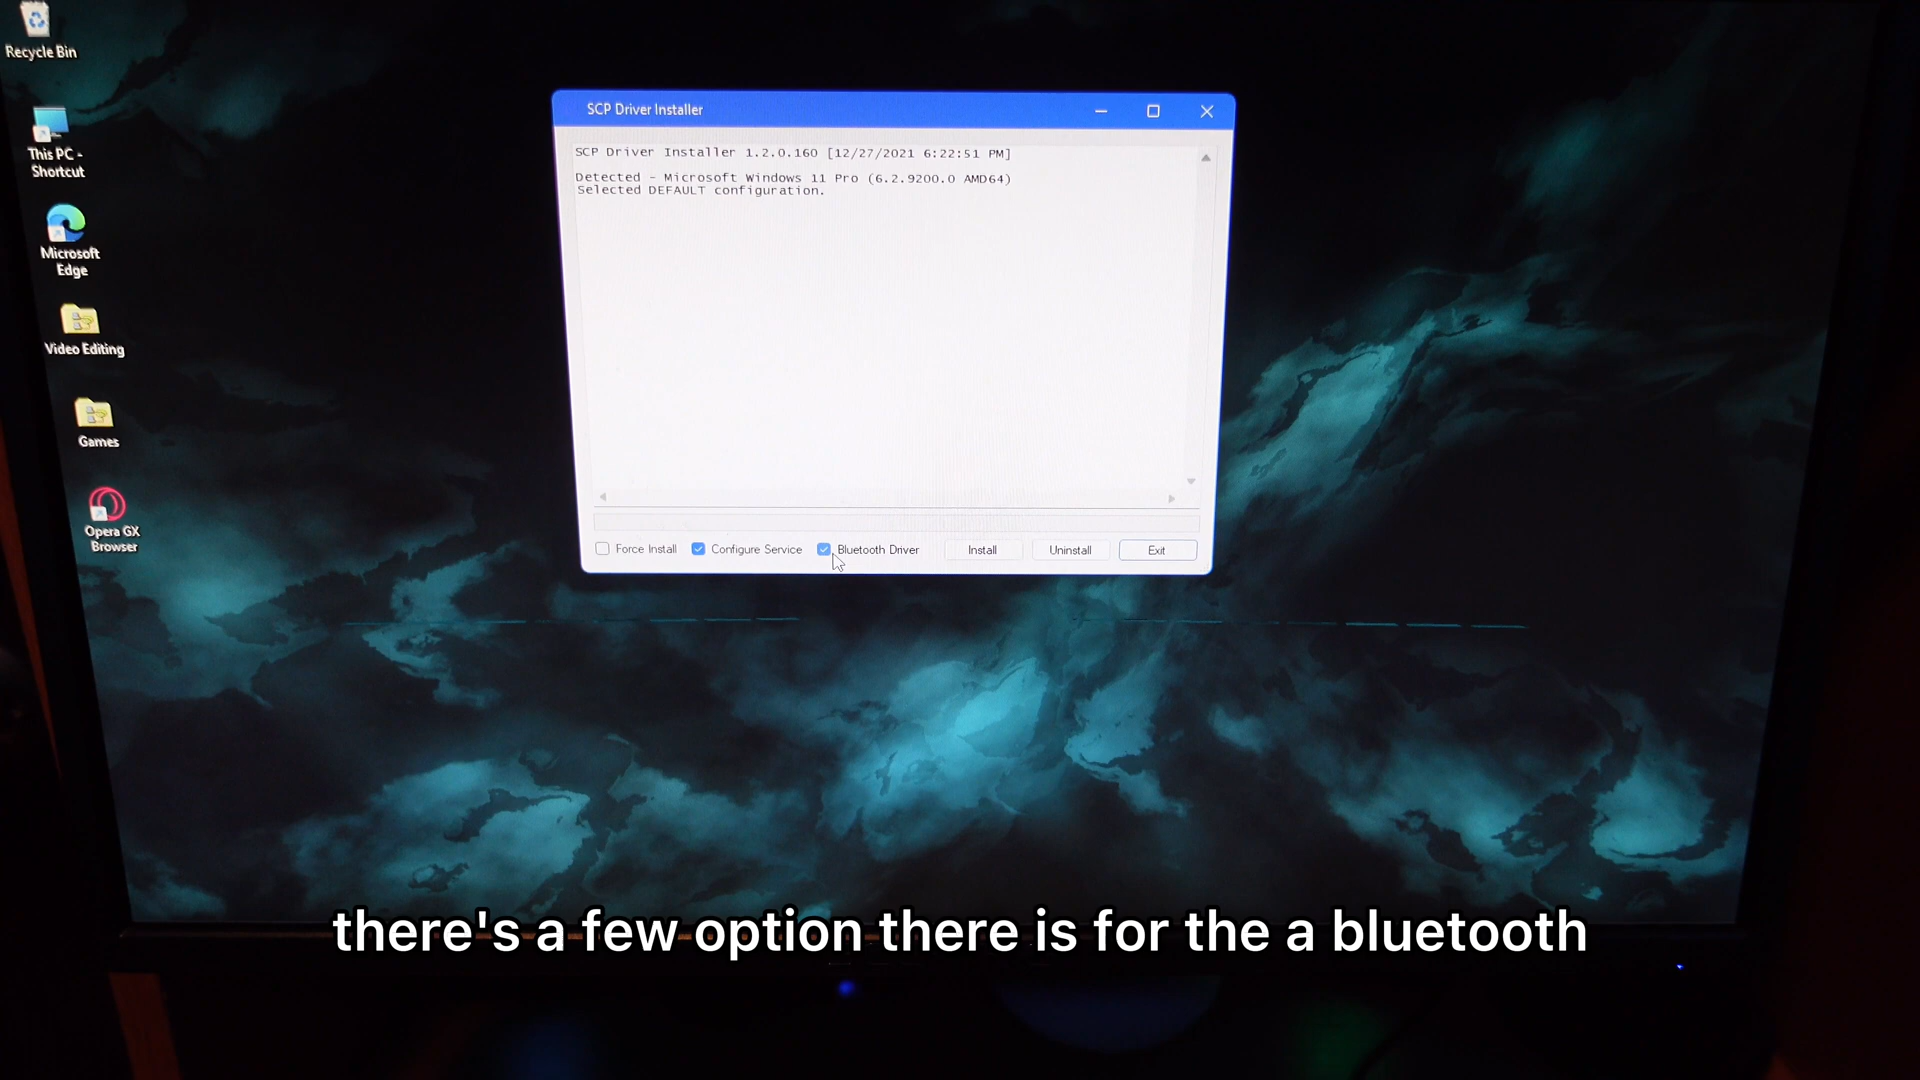 Recycle Bin
This PC -
Shortcut
Microsoft
Edge
Video Editing
Games
Opera GX
Browser
SCP Driver Installer
SCP Driver Installer 1.2.0.160 [12/27/2021 6:22:51 PM]
Detected - Microsoft Windows 11 Pro (6.2.9200.0 AMD64)
Selected DEFAULT configuration.
Force Install
Configure Service
Bluetooth Driver
Install
Uninstall
Exit
there's a few option there is for the a bluetooth